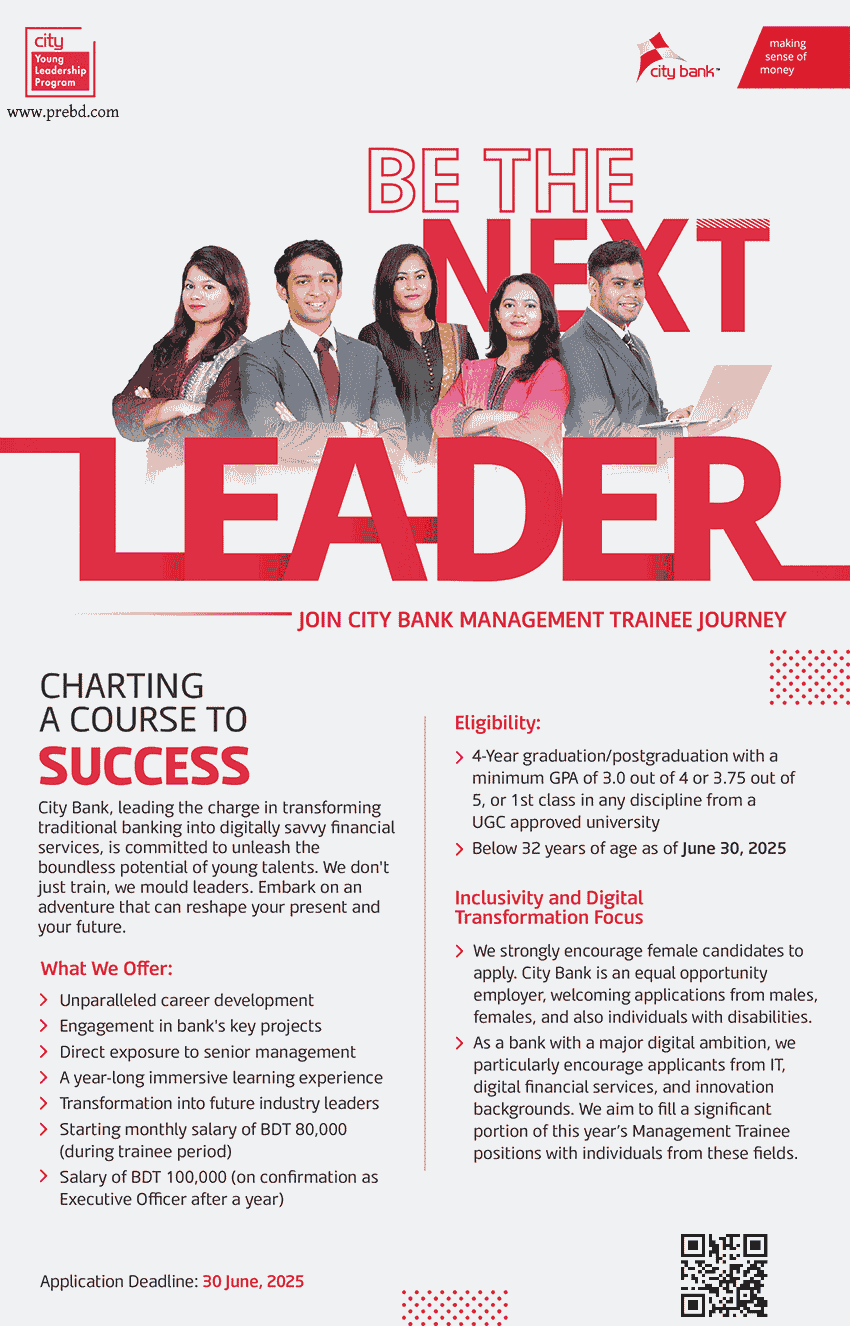 city
Young
Leadership
Program
www.prebd.com
city bank™
making
sense of
money
BE THE
NEXT
LEADER
JOIN CITY BANK MANAGEMENT TRAINEE JOURNEY
CHARTING
A COURSE TO
SUCCESS
City Bank, leading the charge in transforming
traditional banking into digitally savvy financial
services, is committed to unleash the
boundless potential of young talents. We don't
just train, we mould leaders. Embark on an
adventure that can reshape your present and
your future.
What We Offer:
Unparalleled career development
Engagement in bank's key projects
Direct exposure to senior management
A year-long immersive learning experience
Transformation into future industry leaders
Starting monthly salary of BDT 80,000
(during trainee period)
Salary of BDT 100,000 (on confirmation as
Executive Officer after a year)
Application Deadline: 30 June, 2025
Eligibility:
4-Year graduation/postgraduation with a
minimum GPA of 3.0 out of 4 or 3.75 out of
5, or 1st class in any discipline from a
UGC approved university
Below 32 years of age as of June 30, 2025
Inclusivity and Digital
Transformation Focus
We strongly encourage female candidates to
apply. City Bank is an equal opportunity
employer, welcoming applications from males,
females, and also individuals with disabilities.
As a bank with a major digital ambition, we
particularly encourage applicants from IT,
digital financial services, and innovation
backgrounds. We aim to fill a significant
portion of this year's Management Trainee
positions with individuals from these fields.